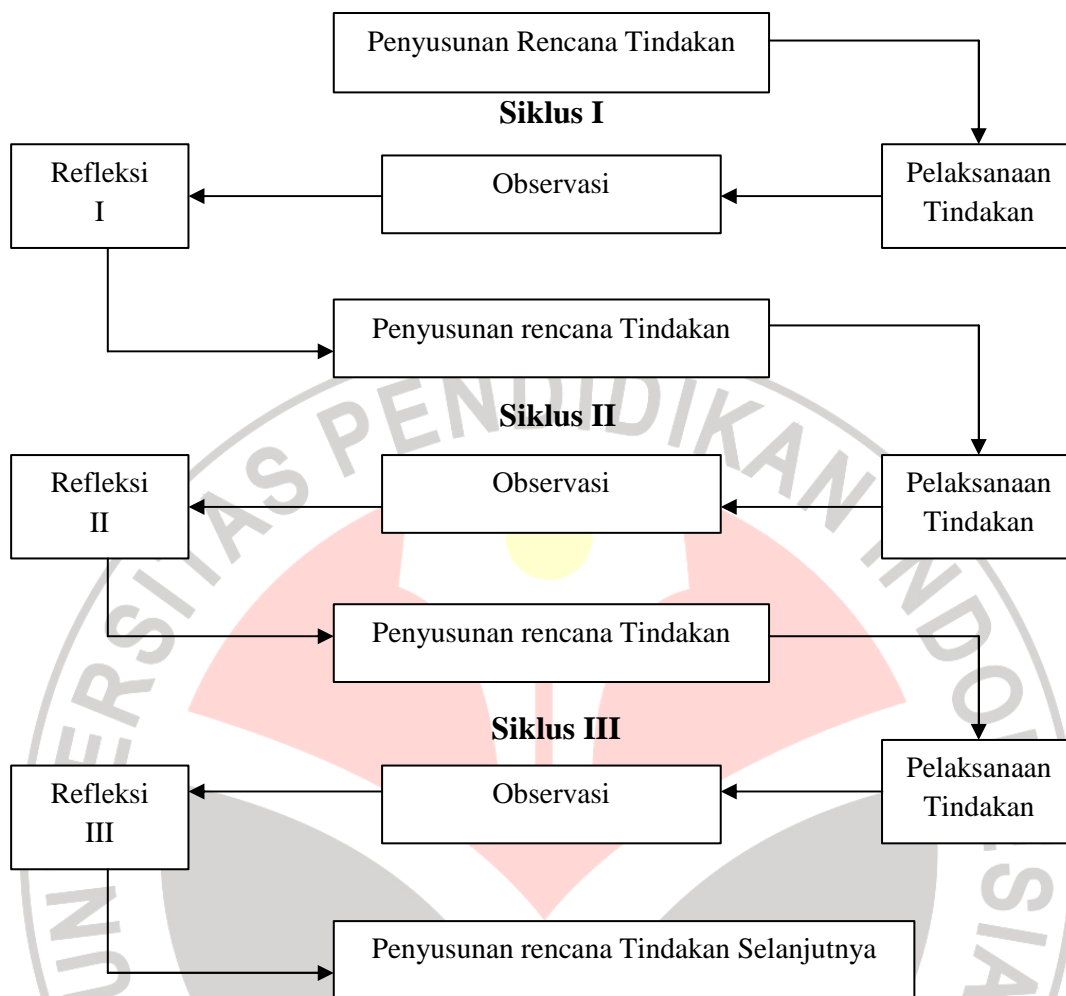 Penyusunan Rencana Tindakan
Siklus I
Refleksi
I
Observasi
Pelaksanaan
Tindakan
Penyusunan rencana Tindakan
Siklus II
Refleksi
II
Observasi
Pelaksanaan
Tindakan
Penyusunan rencana Tindakan
Siklus III
Refleksi
III
Observasi
Pelaksanaan
Tindakan
Penyusunan rencana Tindakan Selanjutnya